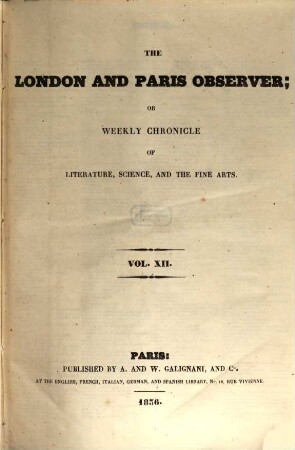 THE
LONDON AND PARIS OBSERVER;
OR
WEEKLY CHRONICLE
OF
LITERATURE, SCIENCE, AND THE FINE ARTS.
VOL. XII.
PARIS:
PUBLISHED BY A. AND W. GALIGNANI, AND Co.,
AT THE ENGLISH, FRENCH, ITALIAN, GERMAN, AND SPANISH LIBRARY, No. 18, RUE VIVIENNE.
1836.